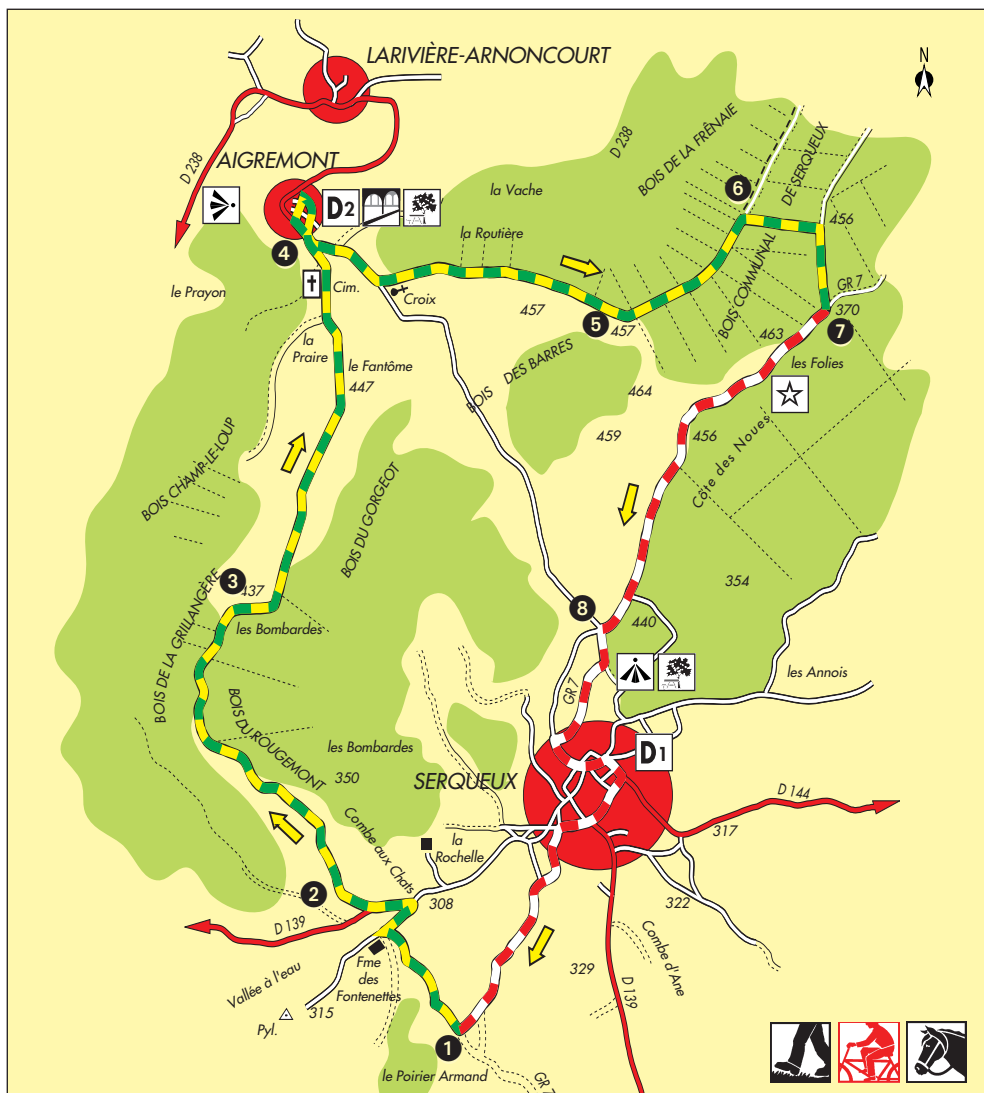 LARIVIÈRE-ARNONCOURT
N
D 238
AIGREMONT
D2
D 238
BOIS DE LA FRÊNAIE
DE SERQUEUX
la Vache
6
456
la Routière
4
BOIS COMMUNAL
le Prayon
Cim.
Croix
GR 7
457
5
457
463
370
7
la
Praire
le Fantôme
447
BOIS DES BARRES
464
les Folies
459
456
Côte des Noues
BOIS CHAMP-LE-LOUP
BOIS DU GORGEOT
354
3
437
8
440
les Bombardes
BOIS DE LA GRILLANGÈRE
les Annois
GR 7
BOIS DU ROUGEMONT
les Bombardes
350
D1
SERQUEUX
D 144
317
Combe aux Chats
la
Rochelle
2
308
322
D 139
Vallée à l'eau
Fme
des
Fontenettes
329
Combe d'Ane
D 139
315
Pyl.
1
le Poirier Armand
GR 7